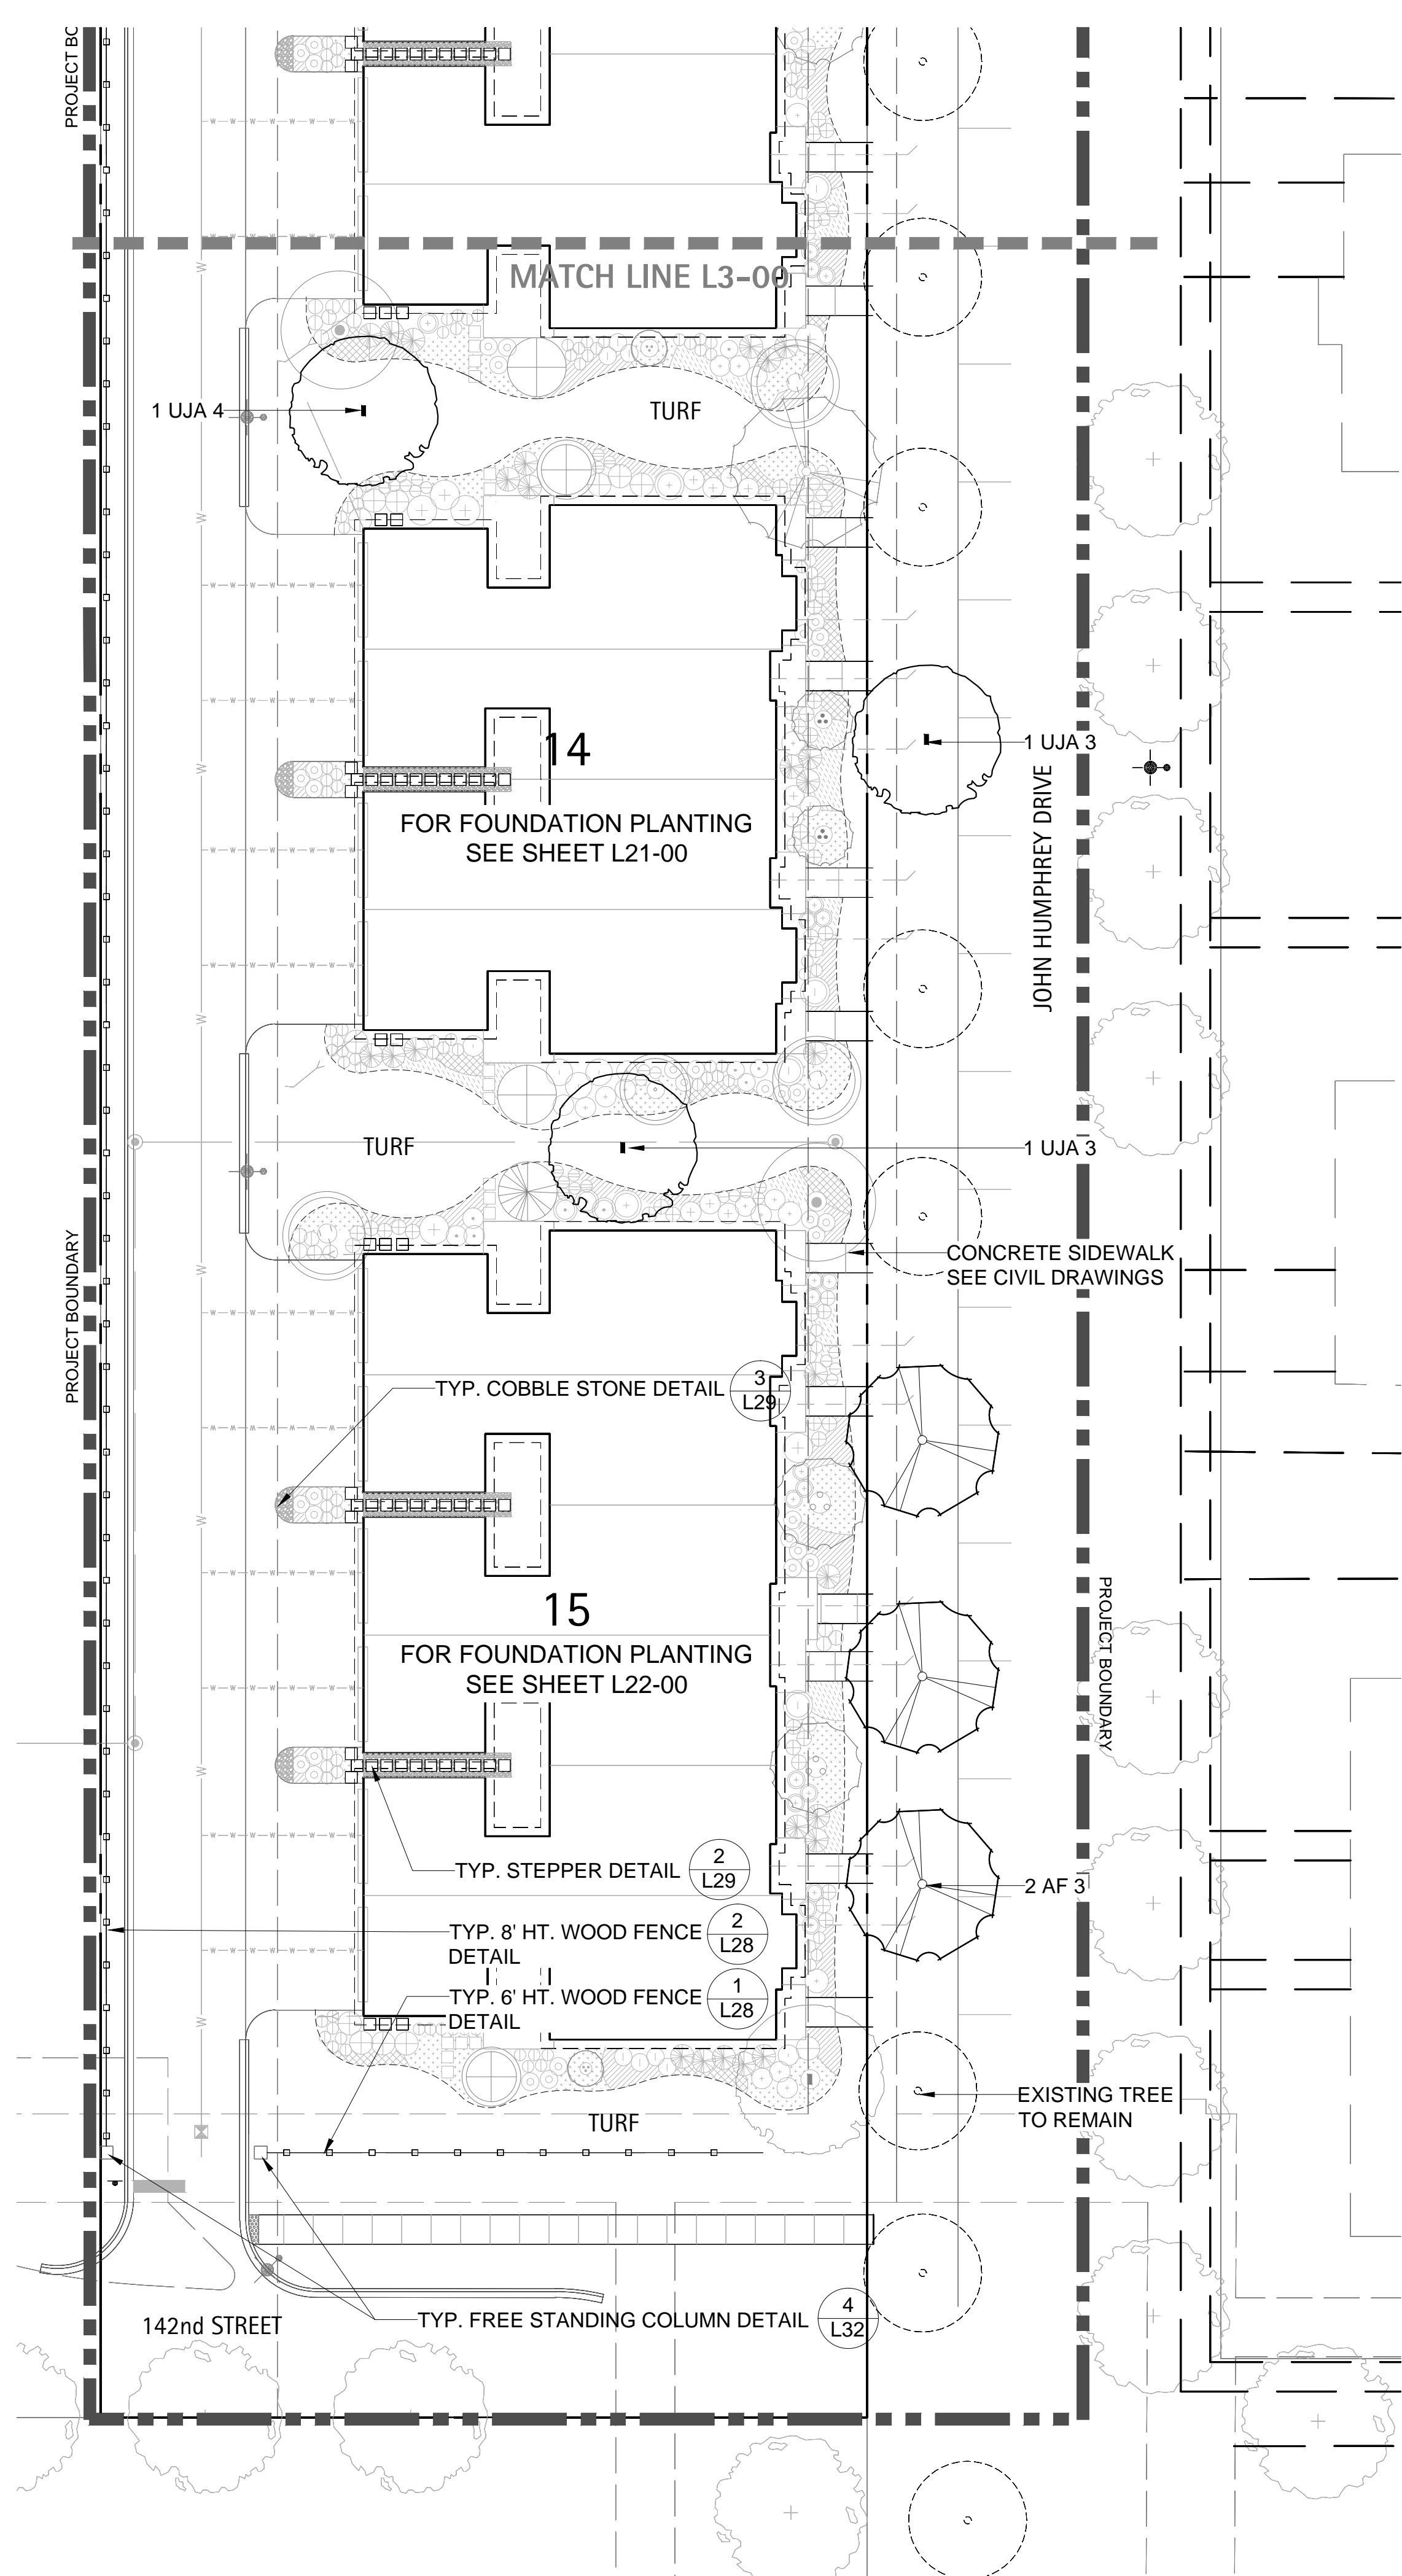 PROJECT BO
MATCH LINE L3-00
1 UJA 4
TURF
14
1 UJA 3
FOR FOUNDATION PLANTING
SEE SHEET L21-00
JOHN HUMPHREY DRIVE
TURF
1 UJA 3
PROJECT BOUNDARY
CONCRETE SIDEWALK
SEE CIVIL DRAWINGS
TYP. COBBLE STONE DETAIL
3
L29
15
FOR FOUNDATION PLANTING
SEE SHEET L22-00
PROJECT BOUNDARY
TYP. STEPPER DETAIL
2
L29
2 AF 3
TYP. 8' HT. WOOD FENCE
DETAIL
2
L28
TYP. 6' HT. WOOD FENCE
DETAIL
1
L28
EXISTING TREE
TO REMAIN
TURF
142nd STREET
TYP. FREE STANDING COLUMN DETAIL
4
L32